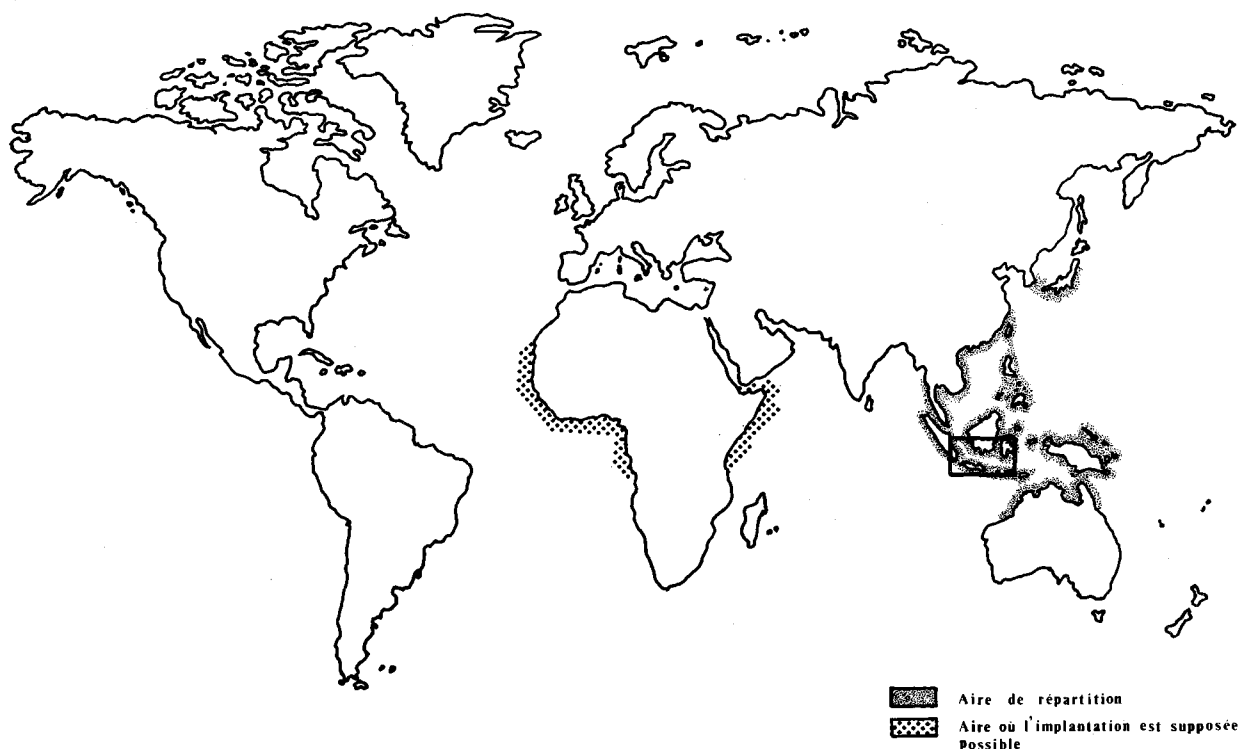 Aire de répartition
Aire où l'implantation est supposée
possible